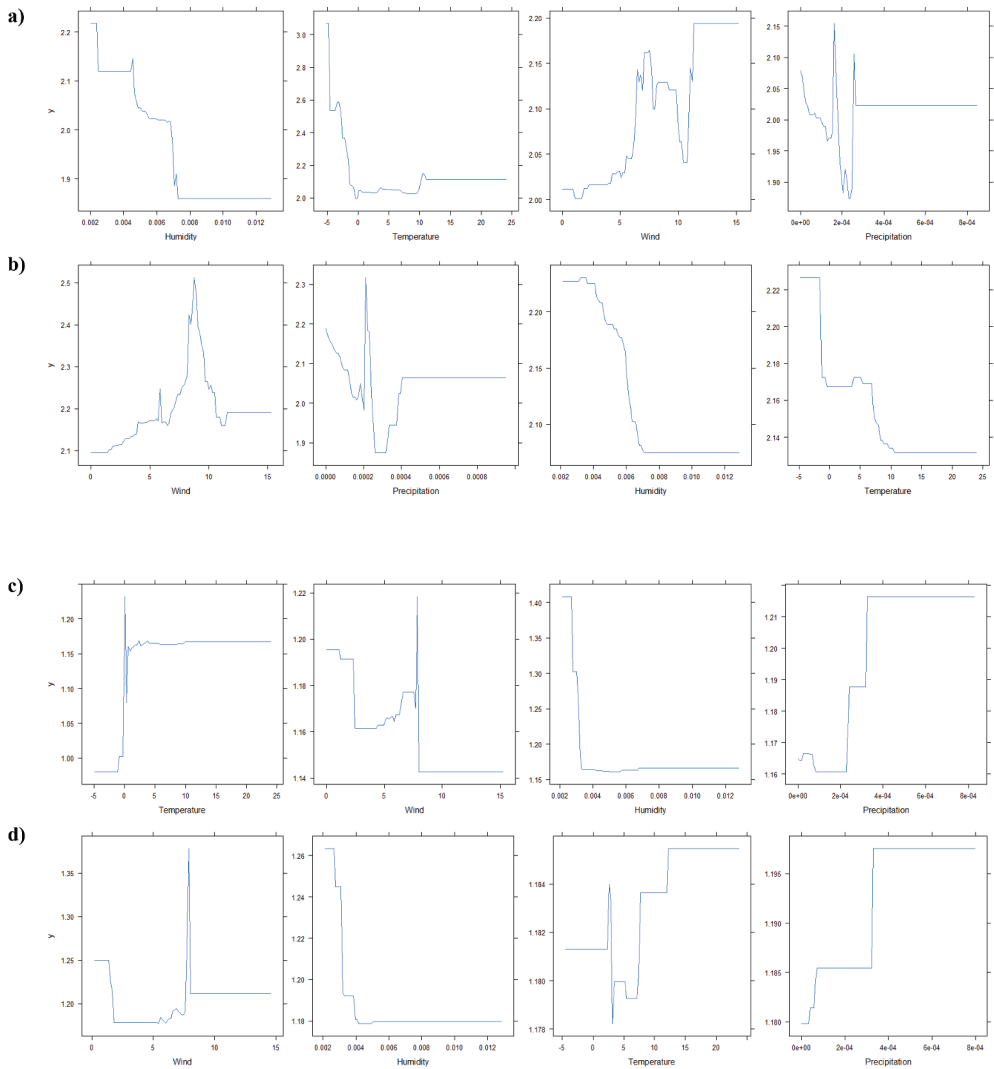 a)
y
2.2
2.1
2.0
1.9
0.002 0.004 0.006 0.008 0.010 0.012
Humidity
3.0
2.8
2.6
2.4
2.2
2.0
-5 0 5 10 15 20 25
Temperature
2.20
2.15
2.10
2.05
2.00
0 5 10 15
Wind
2.15
2.10
2.05
2.00
1.95
1.90
0e+00 2e-04 4e-04 6e-04 8e-04
Precipitation
b)
y
2.5
2.4
2.3
2.2
2.1
0 5 10 15
Wind
2.3
2.2
2.1
2.0
1.9
0.0000 0.0002 0.0004 0.0006 0.0008
Precipitation
2.20
2.15
2.10
0.002 0.004 0.006 0.008 0.010 0.012
Humidity
2.22
2.20
2.18
2.16
2.14
-5 0 5 10 15 20 25
Temperature
c)
y
1.20
1.15
1.10
1.05
1.00
-5 0 5 10 15 20 25
Temperature
1.22
1.20
1.18
1.16
1.14
0 5 10 15
Wind
1.40
1.35
1.30
1.25
1.20
1.15
0.002 0.004 0.006 0.008 0.010 0.012
Humidity
1.21
1.20
1.19
1.18
1.17
1.16
0e+00 2e-04 4e-04 6e-04 8e-04
Precipitation
d)
y
1.35
1.30
1.25
1.20
0 5 10 15
Wind
1.26
1.24
1.22
1.20
1.18
0.002 0.004 0.006 0.008 0.010 0.012
Humidity
1.184
1.182
1.180
1.178
-5 0 5 10 15 20 25
Temperature
1.195
1.190
1.185
1.180
0e+00 2e-04 4e-04 6e-04 8e-04
Precipitation